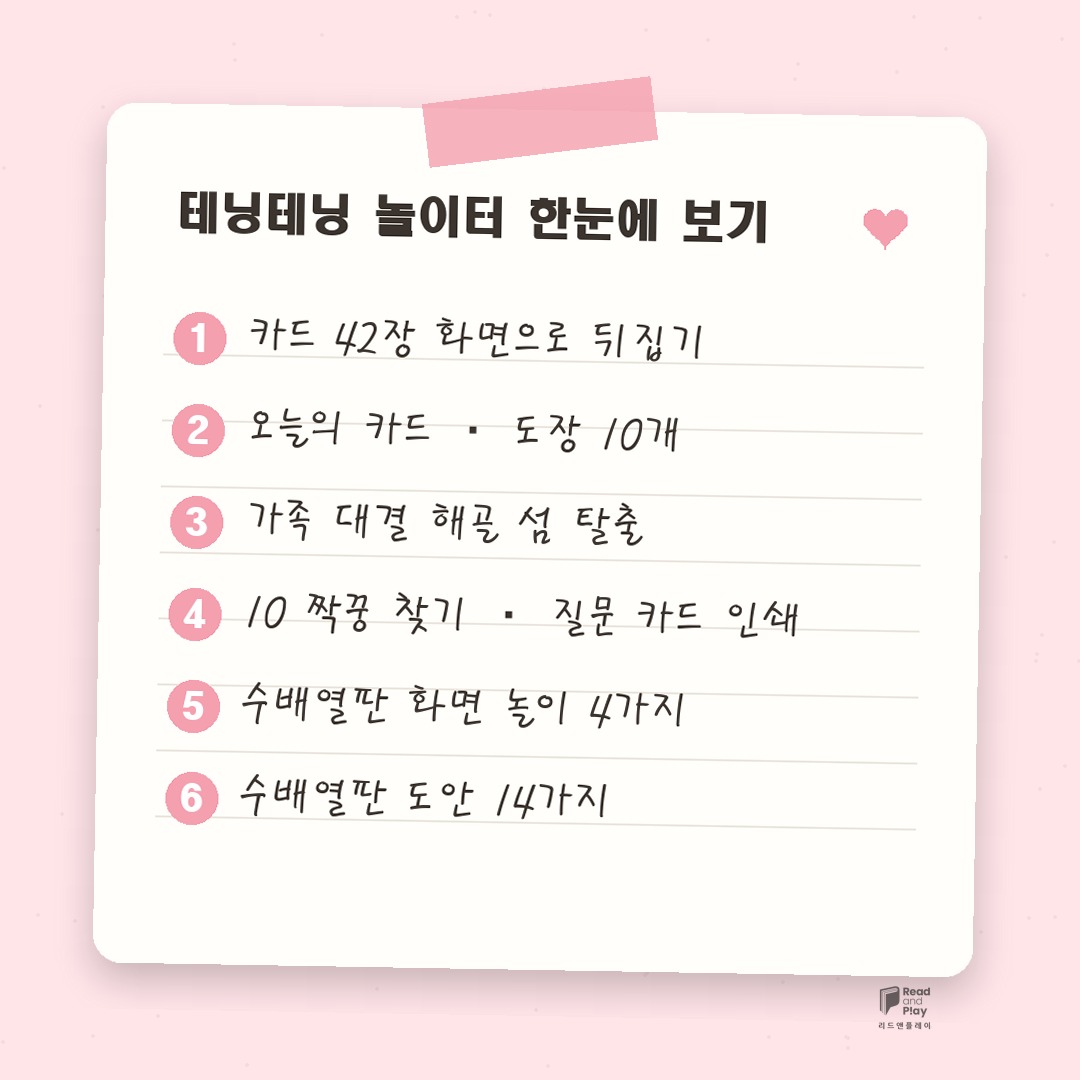 테닝테닝 놀이터 한눈에 보기
1 카드 42장 화면으로 뒤집기
2 오늘의 카드 · 도장 10개
3 가족 대결 해골 섬 탈출
4 10 짝꿍 찾기 · 질문 카드 인쇄
5 수배열판 화면 놀이 4가지
6 수배열판 도안 14가지
Read
and
Play
리드앤플레이